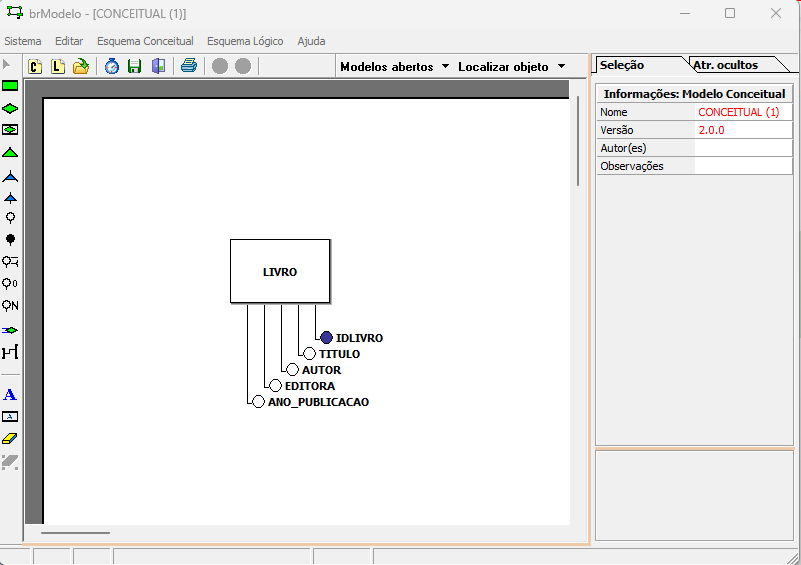 brModelo - [CONCEITUAL (1)]
Sistema Editar Esquema Conceitual Esquema Lógico Ajuda
C L Modelos abertos Localizar objeto
Seleção Atr. ocultos
Informações: Modelo Conceitual
Nome CONCEITUAL (1)
Versão 2.0.0
Autor(es)
Observações
0
N
A
A
LIVRO
IDLIVRO
TITULO
AUTOR
EDITORA
ANO_PUBLICACAO